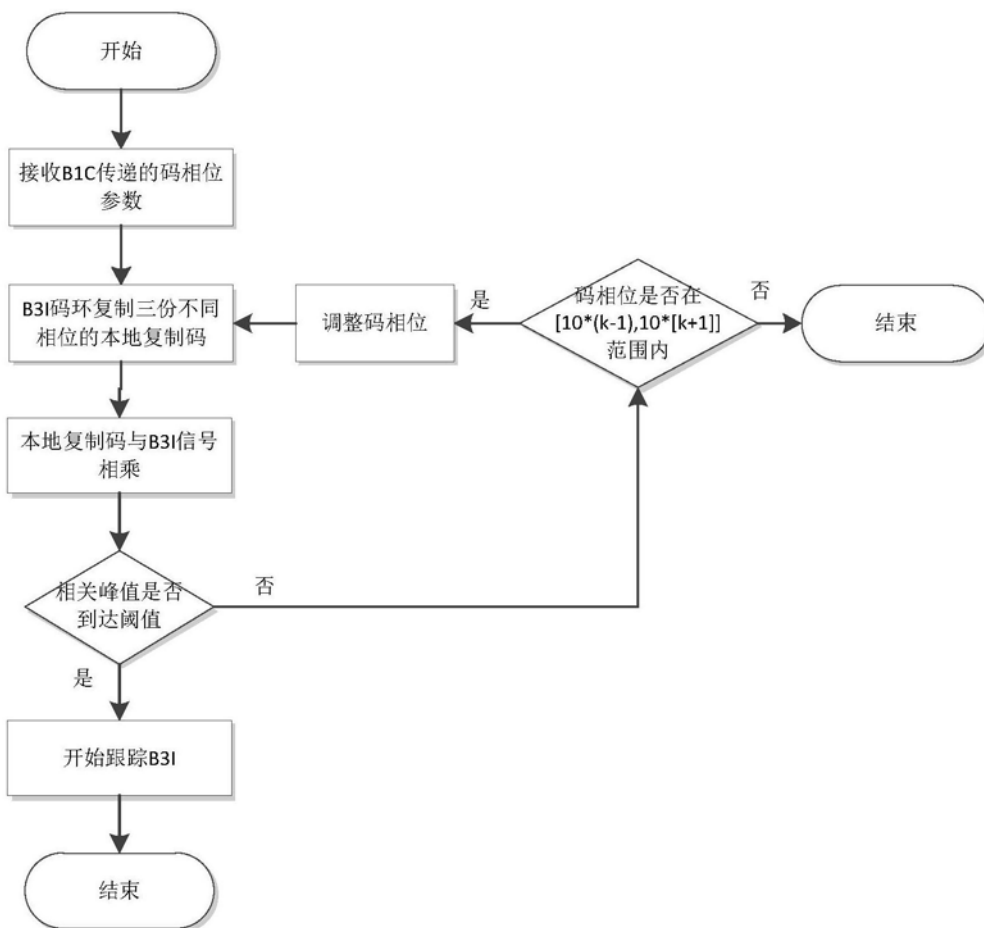 开始
接收B1C传递的码相位
参数
B3I码环复制三份不同
相位的本地复制码
调整码相位
是
码相位是否在
[10*(k-1),10*[k+1]]
范围内
否
结束
本地复制码与B3I信号
相乘
相关峰值是否
到达阈值
否
是
开始跟踪B3I
结束